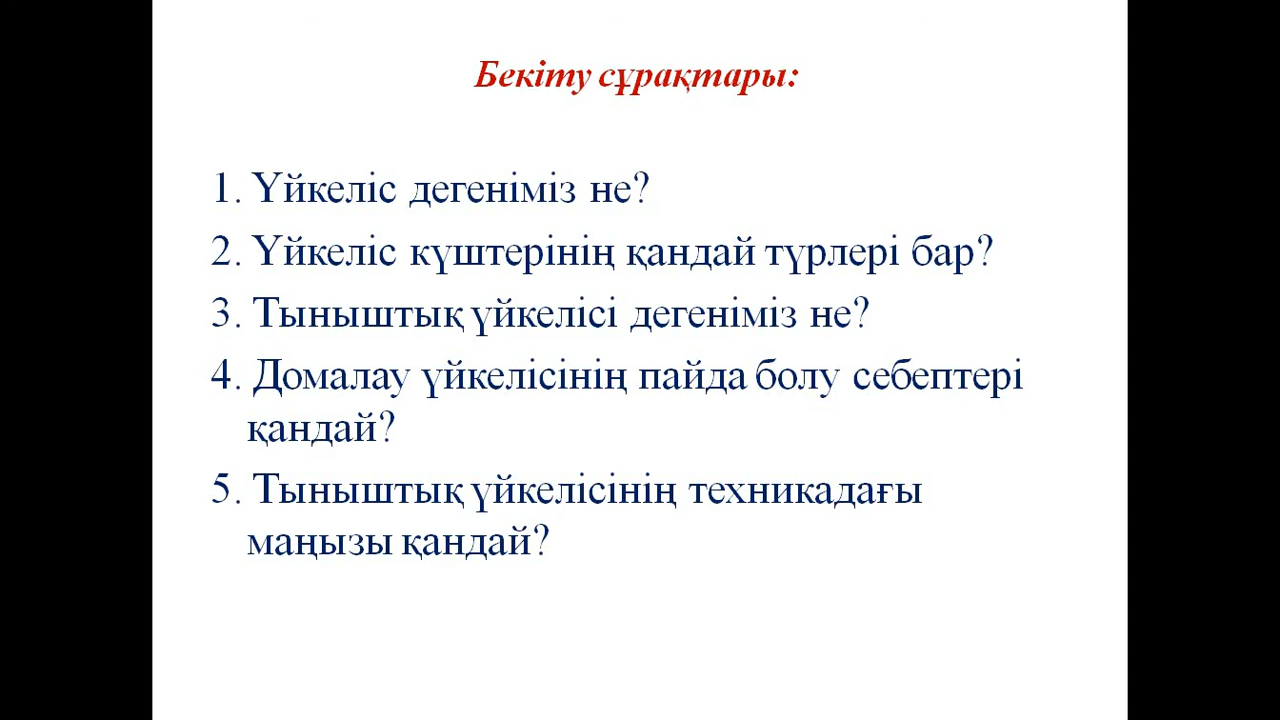 Бекіту сұрақтары:
1. Үйкеліс дегеніміз не?
2. Үйкеліс күштерінің қандай түрлері бар?
3. Тыныштық үйкелісі дегеніміз не?
4. Домалау үйкелісінің пайда болу себептері
қандай?
5. Тыныштық үйкелісінің техникадағы
маңызы қандай?